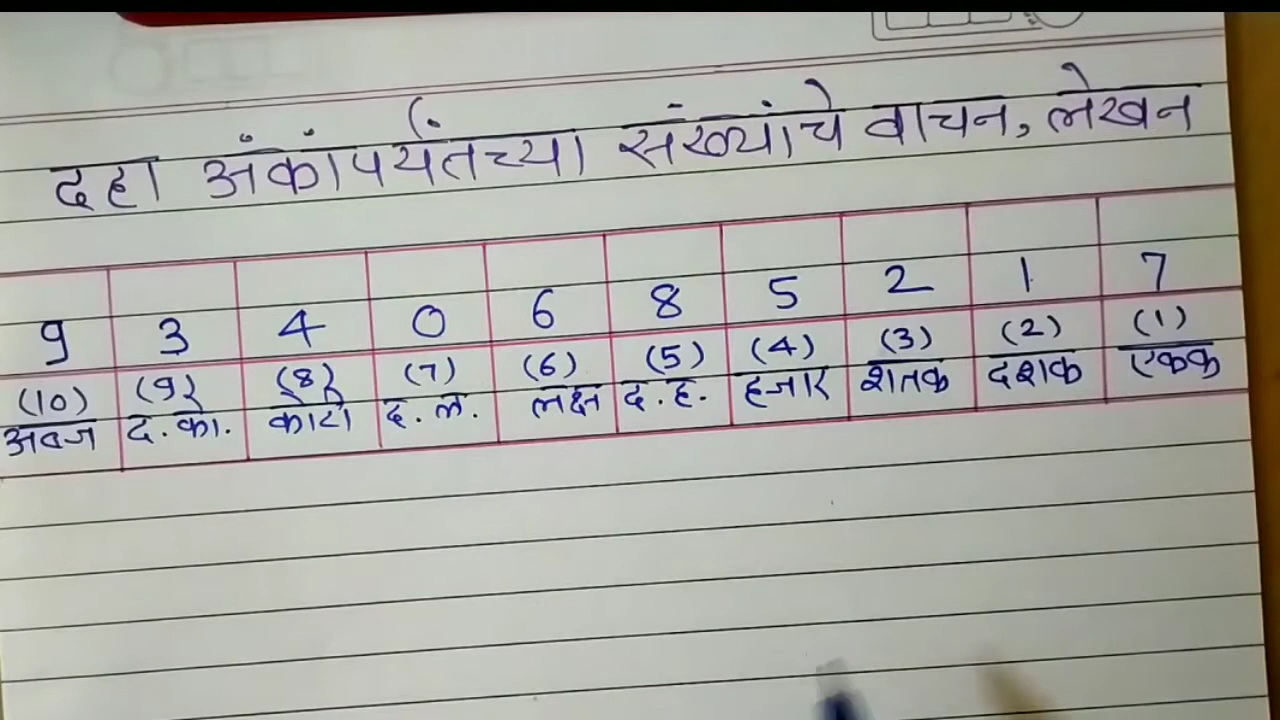 दहा अंकांपर्यंतच्या संख्यांचे वाचन, लेखन
9 3 4 0 6 8 5 2 1 7
(10) (9) (8) (7) (6) (5) (4) (3) (2) (1)
अब्ज द.को. कोटी द.ल. लक्ष द.ह. हजार शतक दशक एकक